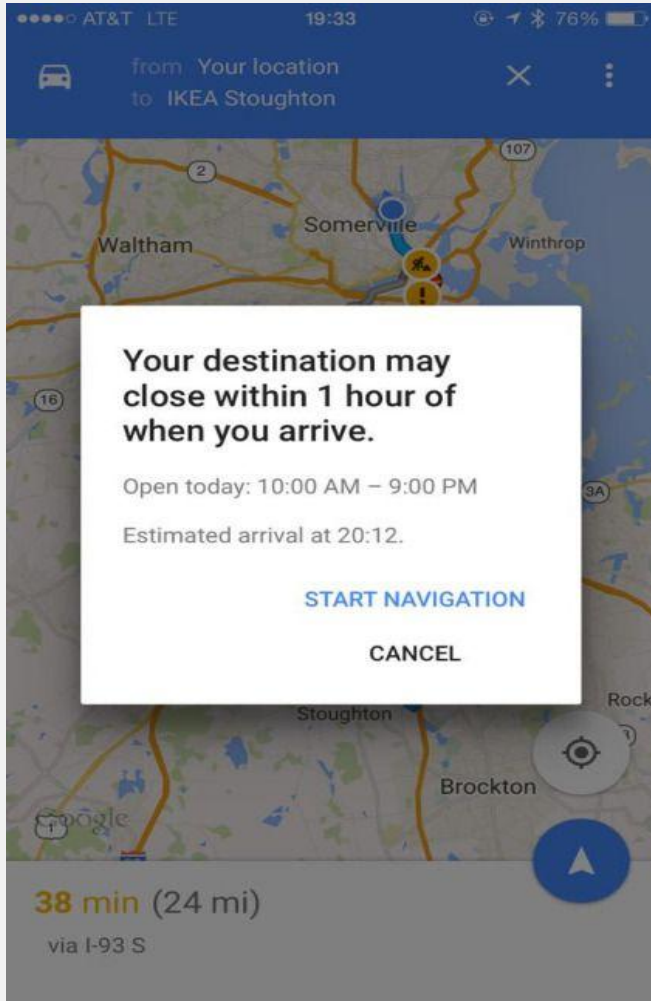 AT&T LTE 19:33 76%
from Your location
to IKEA Stoughton
107
2
Somerville
Waltham
Winthrop
Your destination may
close within 1 hour of
when you arrive.
16
Open today: 10:00 AM – 9:00 PM
3A
Estimated arrival at 20:12.
START NAVIGATION
CANCEL
Rock
Stoughton
Brockton
Google
1
38 min (24 mi)
via I-93 S